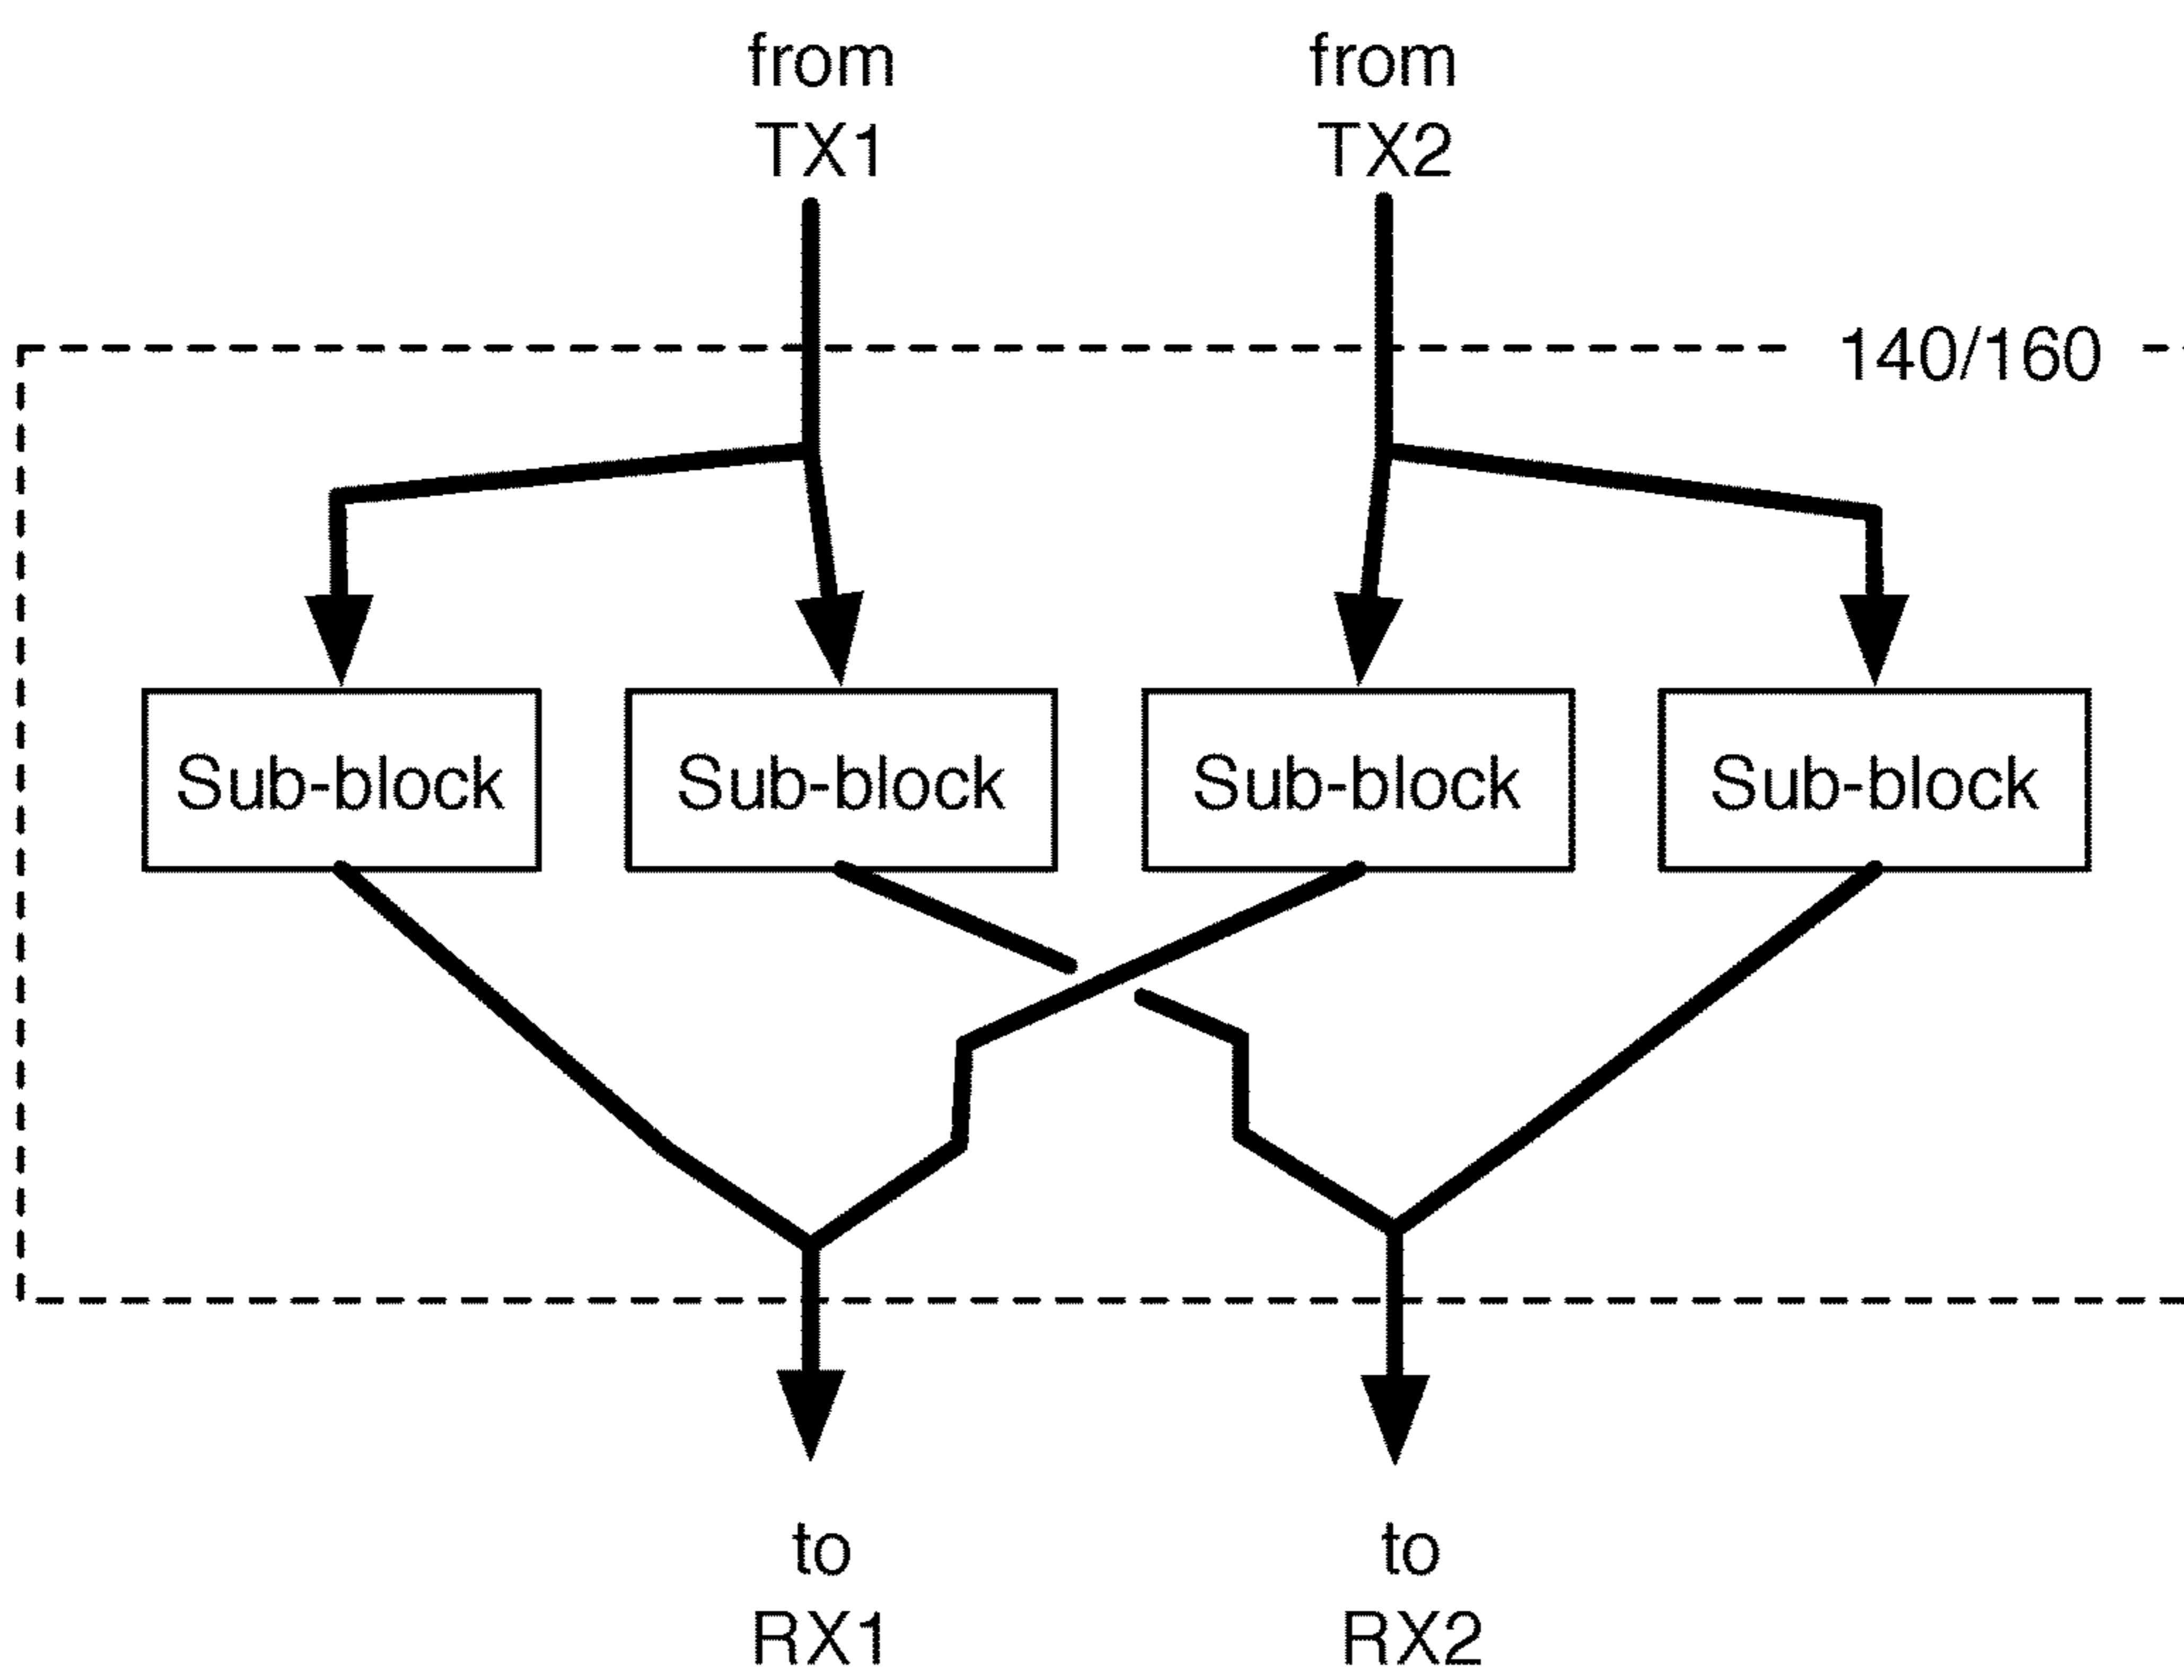 from
TX1
from
TX2
140/160
Sub-block
Sub-block
Sub-block
Sub-block
to
RX1
to
RX2